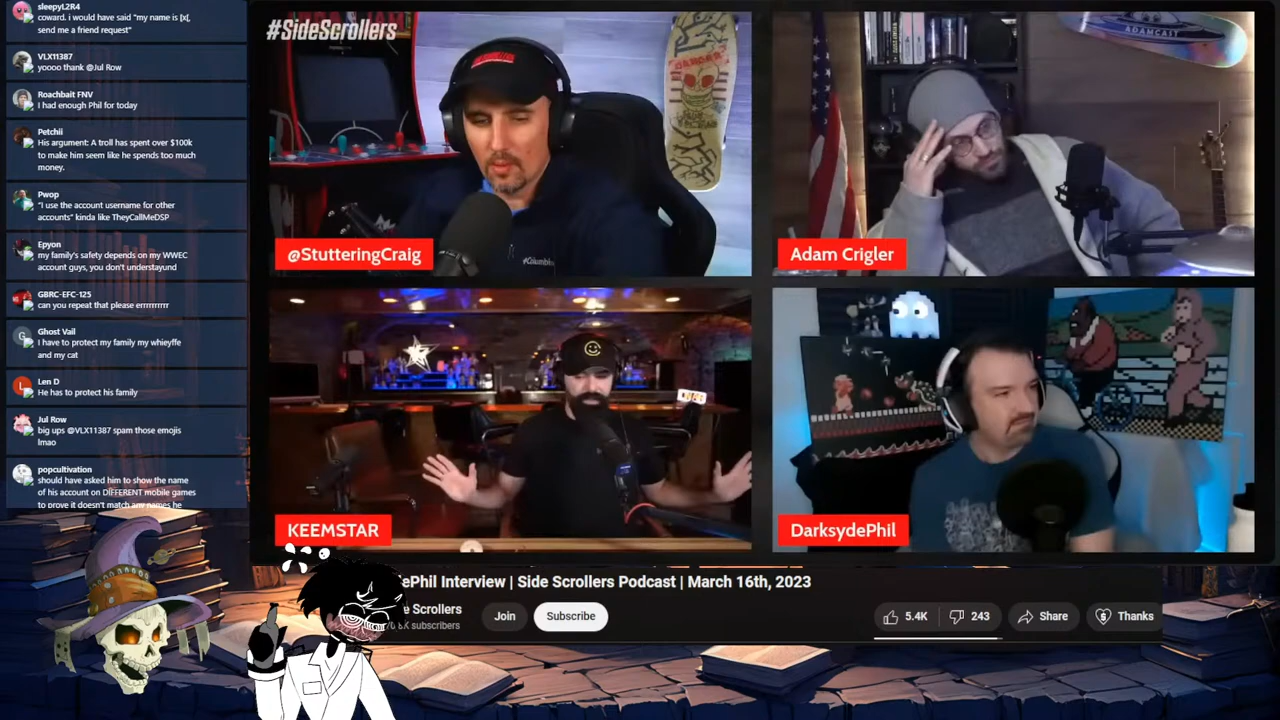 sleepyL2R4
coward. i would have said "my name is [x[,
send me a friend request"
VLX11387
yoooo thank @Jul Row
Roachbait FNV
I had enough Phil for today
Petchii
His argument: A troll has spent over $100k
to make him seem like he spends too much
money.
Pwop
"I use the account username for other
accounts" kinda like TheyCallMeDSP
Epyon
my family's safety depends on my WWEC
account guys, you don't understayund
GBRC-EFC-125
can you repeat that please errrrrrrrr
Ghost Vail
I have to protect my family my whieyffe
and my cat
Len D
He has to protect his family
Jul Row
big ups @VLX11387 spam those emojis
lmao
popcultivation
should have asked him to show the name
of his account on DIFFERENT mobile games
to prove it doesn't match any names he
#SideScrollers
DANGER!
Columbia
@StutteringCraig
ADAMCAIT
Adam Crigler
KEEMSTAR
DarksydePhil
ePhil Interview | Side Scrollers Podcast | March 16th, 2023
e Scrollers
K subscribers
Join
Subscribe
5.4K
243
Share
Thanks